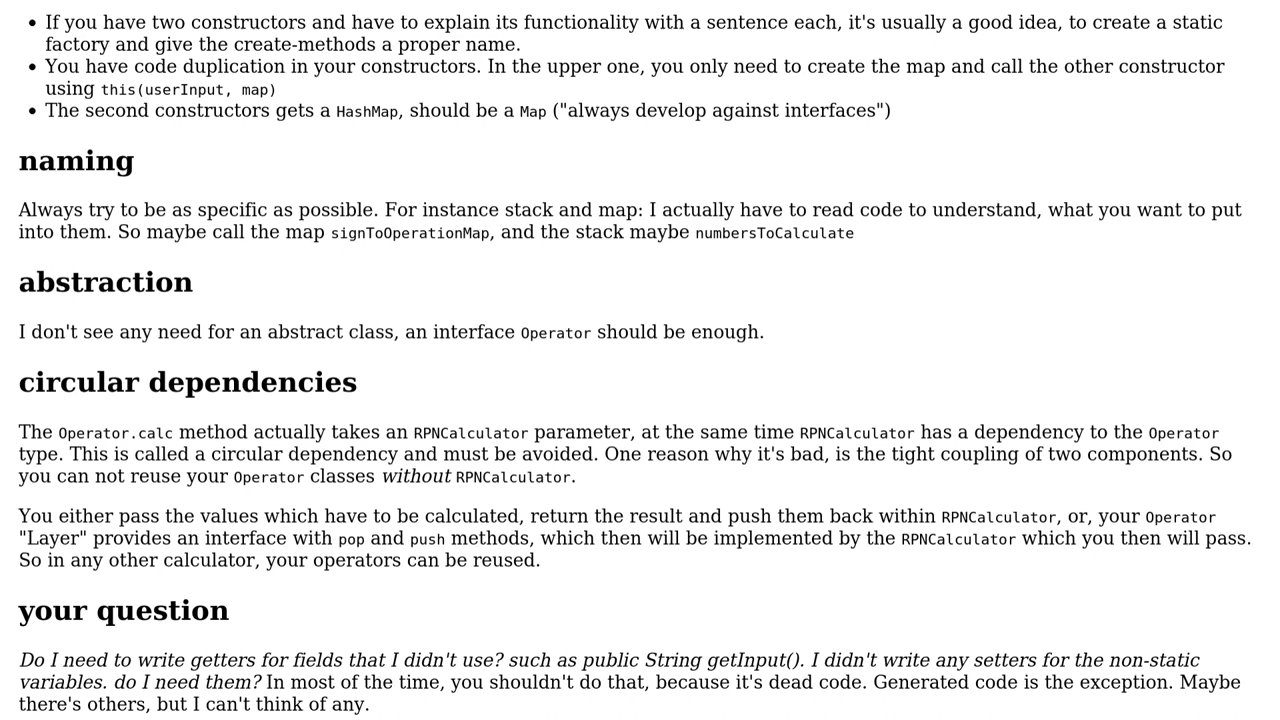 If you have two constructors and have to explain its functionality with a sentence each, it's usually a good idea, to create a static
factory and give the create-methods a proper name.
You have code duplication in your constructors. In the upper one, you only need to create the map and call the other constructor
using this(userInput, map)
The second constructors gets a HashMap, should be a Map ("always develop against interfaces")
naming
Always try to be as specific as possible. For instance stack and map: I actually have to read code to understand, what you want to put
into them. So maybe call the map signToOperationMap, and the stack maybe numbersToCalculate
abstraction
I don't see any need for an abstract class, an interface Operator should be enough.
circular dependencies
The Operator.calc method actually takes an RPNCalculator parameter, at the same time RPNCalculator has a dependency to the Operator
type. This is called a circular dependency and must be avoided. One reason why it's bad, is the tight coupling of two components. So
you can not reuse your Operator classes without RPNCalculator.
You either pass the values which have to be calculated, return the result and push them back within RPNCalculator, or, your Operator
"Layer" provides an interface with pop and push methods, which then will be implemented by the RPNCalculator which you then will pass.
So in any other calculator, your operators can be reused.
your question
Do I need to write getters for fields that I didn't use? such as public String getInput(). I didn't write any setters for the non-static
variables. do I need them? In most of the time, you shouldn't do that, because it's dead code. Generated code is the exception. Maybe
there's others, but I can't think of any.